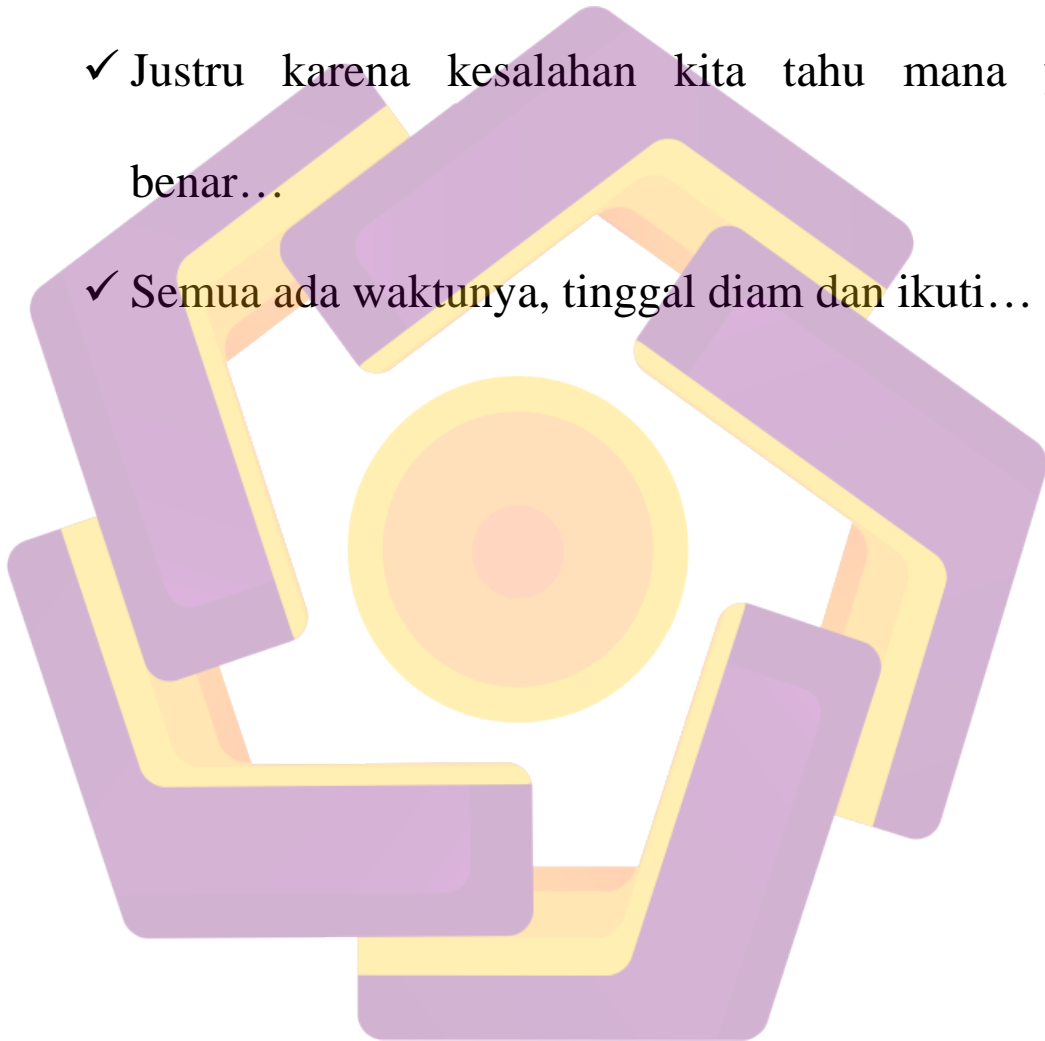 ✓ Justru karena kesalahan kita tahu mana
benar…
✓ Semua ada waktunya, tinggal diam dan ikuti…